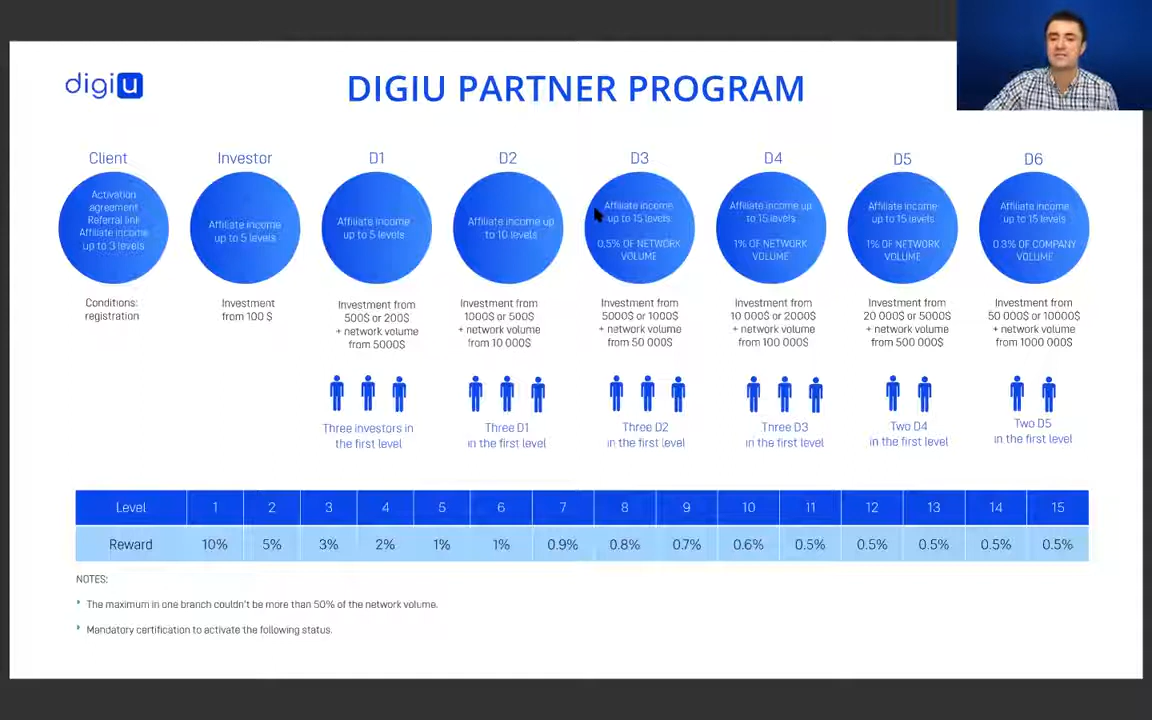 digiu
DIGIU PARTNER PROGRAM
Client
Activation
agreement
Referral link
Affiliate income
up to 3 levels
Conditions:
registration
Investor
Affiliate income
up to 5 levels
Investment
from 100 $
D1
Affiliate income
up to 5 levels
Investment from
500$ or 200$
+ network volume
from 5000$
Three investors in
the first level
D2
Affiliate income up
to 10 levels
Investment from
1000$ or 500$
+ network volume
from 10 000$
Three D1
in the first level
D3
Affiliate income
up to 15 levels
0,5% OF NETWORK
VOLUME
Investment from
5000$ or 1000$
+ network volume
from 50 000$
Three D2
in the first level
D4
Affiliate income up
to 15 levels
1% OF NETWORK
VOLUME
Investment from
10 000$ or 2000$
+ network volume
from 100 000$
Three D3
in the first level
D5
Affiliate income
up to 15 levels
1% OF NETWORK
VOLUME
Investment from
20 000$ or 5000$
+ network volume
from 500 000$
Two D4
in the first level
D6
Affiliate income
up to 15 levels
0.3% OF COMPANY
VOLUME
Investment from
50 000$ or 10000$
+ network volume
from 1000 000$
Two D5
in the first level
Level 1 2 3 4 5 6 7 8 9 10 11 12 13 14 15
Reward 10% 5% 3% 2% 1% 1% 0.9% 0.8% 0.7% 0.6% 0.5% 0.5% 0.5% 0.5% 0.5%
NOTES:
The maximum in one branch couldn't be more than 50% of the network volume.
Mandatory certification to activate the following status.